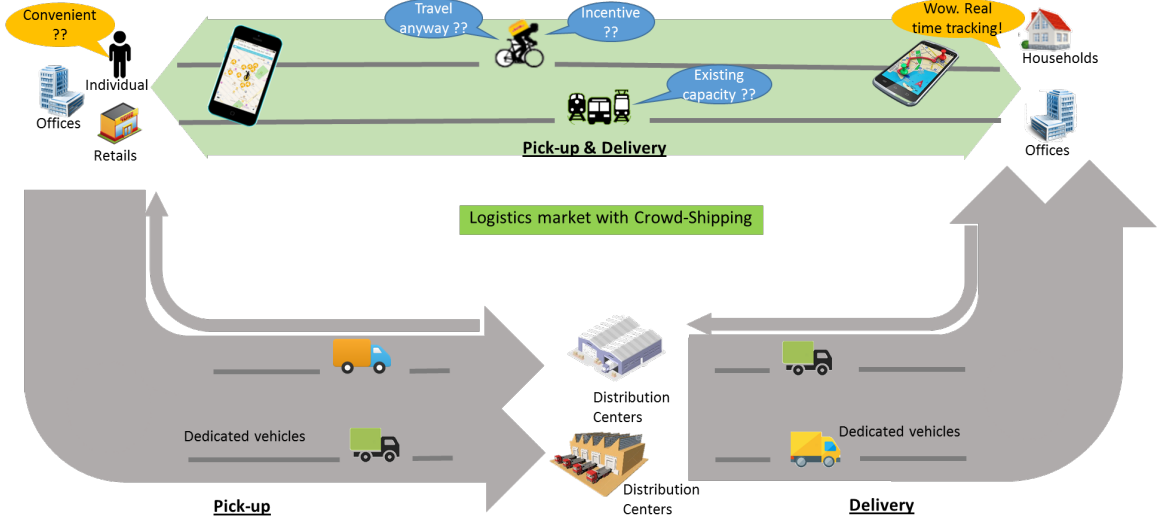 Convenient
??
Travel
anyway ??
Incentive
??
Wow. Real
time tracking!
Individual
Households
Existing
capacity ??
Offices
Retails
Pick-up & Delivery
Offices
Logistics market with Crowd-Shipping
Distribution
Centers
Dedicated vehicles
Dedicated vehicles
Distribution
Centers
Pick-up
Delivery